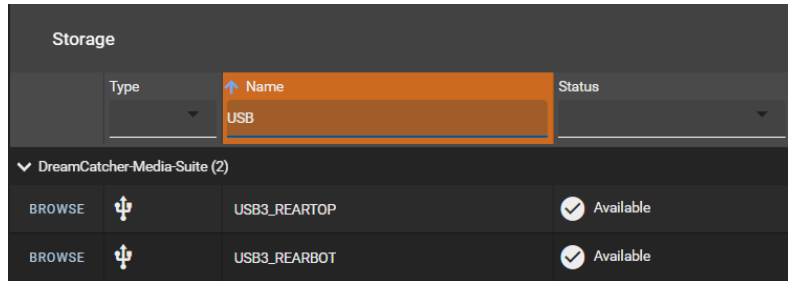 Storage
Type Name Status
USB
DreamCatcher-Media-Suite (2)
BROWSE USB3_REARTOP Available
BROWSE USB3_REARBOT Available